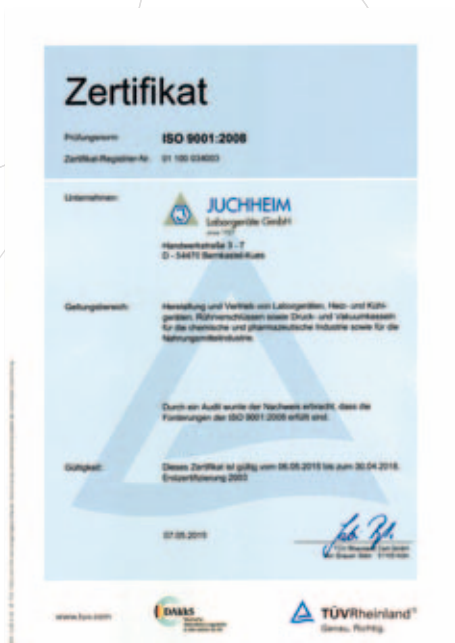 Zertifikat
Prüfungsnorm ISO 9001:2008
Zertifikat-Registrier-Nr. 01 100 034003
Unternehmen: JUCHHEIM
Laborgeräte GmbH
Handwerkstraße 3 - 7
D - 54470 Bernkastel-Kues
Geltungsbereich: Herstellung und Vertrieb von Laborgeräten, Heiz- und Kühl-
geräten, Rührverschlüssen sowie Druck- und Vakuumkesseln
für die chemische und pharmazeutische Industrie sowie für die
Nahrungsmittelindustrie.
Durch ein Audit wurde der Nachweis erbracht, dass die
Forderungen der ISO 9001:2008 erfüllt sind.
Gültigkeit: Dieses Zertifikat ist gültig vom 06.05.2015 bis zum 30.04.2018.
Erstzertifizierung 2003
07.05.2015
www.tuv.com
DAkkS
TÜVRheinland®
Genau. Richtig.